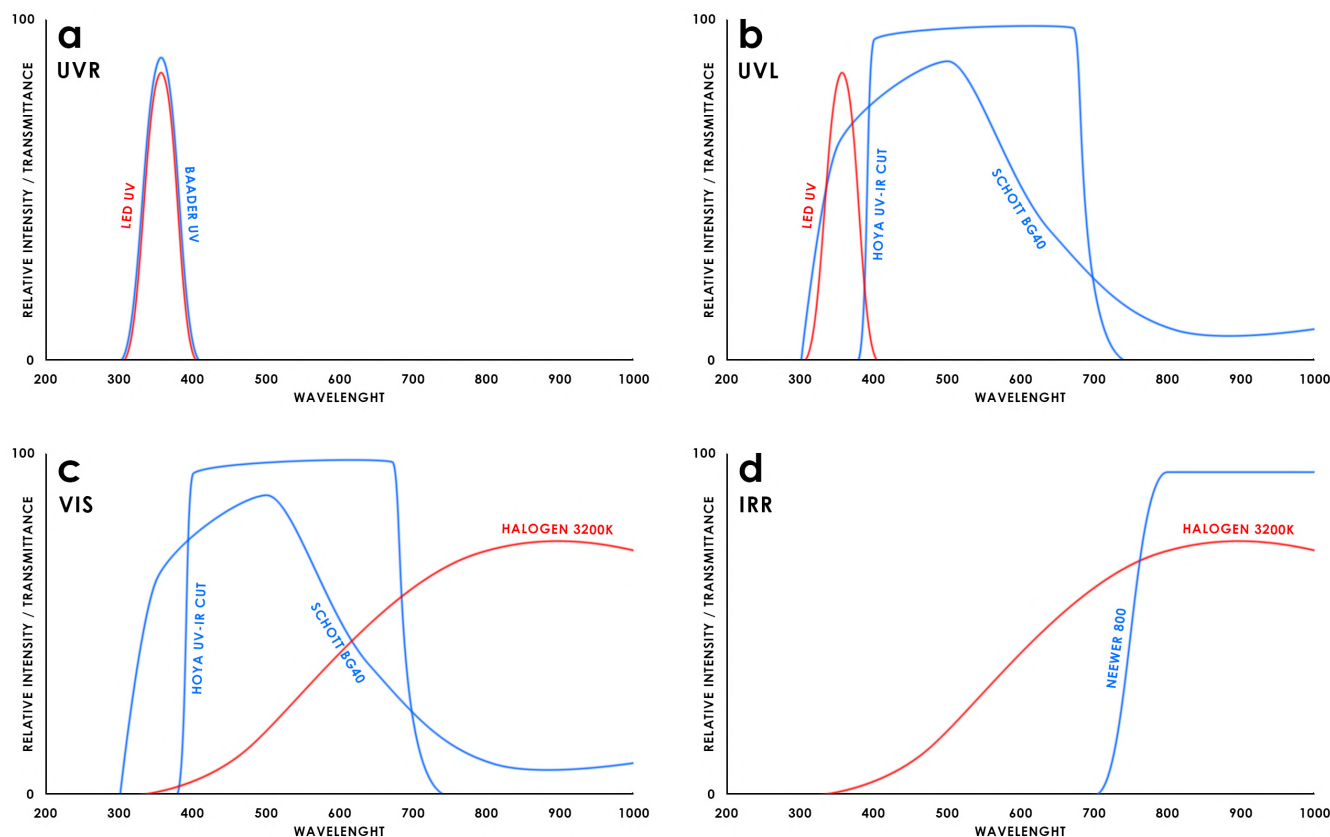 100
a
UVR
RELATIVE INTENSITY / TRANSMITTANCE
LED UV
BAADER UV
0
200 300 400 500 600 700 800 900 1000
WAVELENGHT
100
b
UVL
RELATIVE INTENSITY / TRANSMITTANCE
LED UV
HOYA UV-IR CUT
SCHOTT BG40
0
200 300 400 500 600 700 800 900 1000
WAVELENGHT
100
c
VIS
RELATIVE INTENSITY / TRANSMITTANCE
HOYA UV-IR CUT
SCHOTT BG40
HALOGEN 3200K
0
200 300 400 500 600 700 800 900 1000
WAVELENGHT
100
d
IRR
RELATIVE INTENSITY / TRANSMITTANCE
HALOGEN 3200K
NEEWER 800
0
200 300 400 500 600 700 800 900 1000
WAVELENGHT